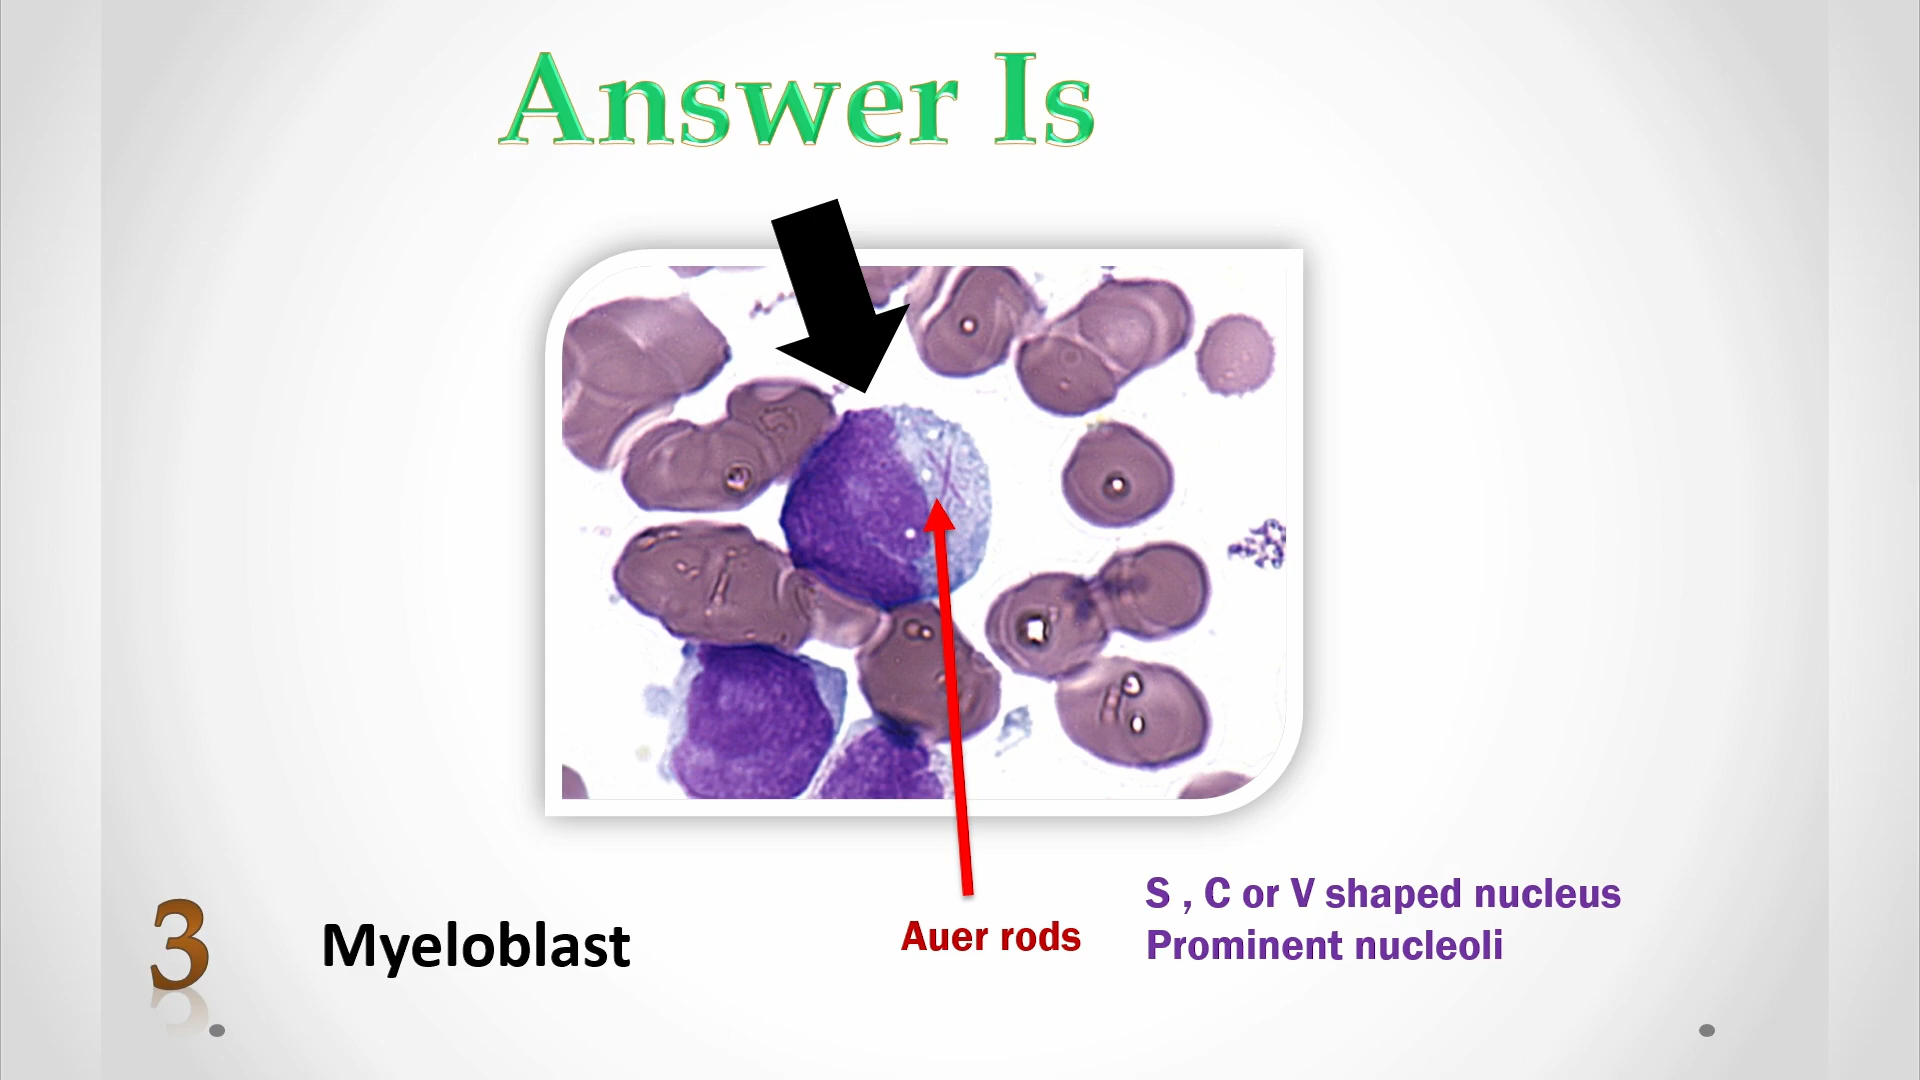 Answer Is
3
Myeloblast
Auer rods
S , C or V shaped nucleus
Prominent nucleoli